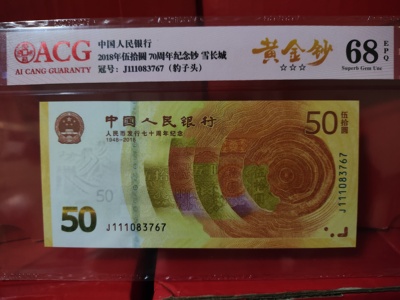 ACG
AI CANG GUARANTY
中国人民银行
2018年伍拾圆 70周年纪念钞 雪长城
冠号：J111083767（豹子头）
黄金钞
☆☆☆
68
EPQ
Superb Gem Unc
中国人民银行
人民币发行七十周年纪念
1948-2018
50
伍拾圆
50
50
J111083767
J111083767